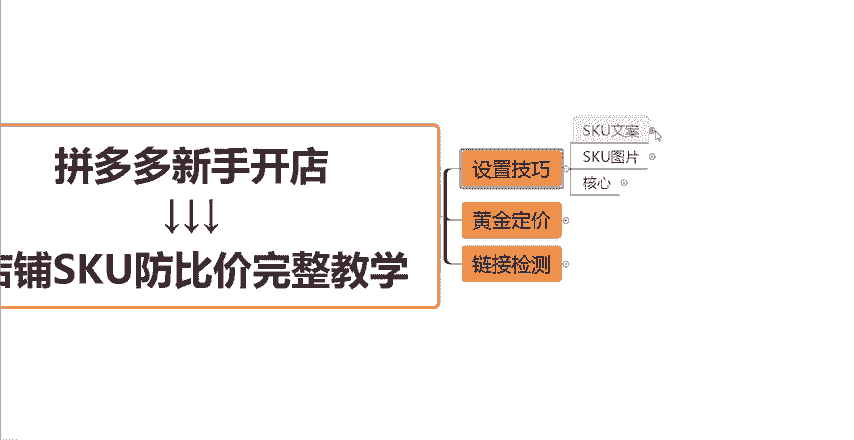 拼多多新手开店
↓↓↓
店铺SKU防比价完整教学
设置技巧
SKU文案
SKU图片
核心
黄金定价
链接检测